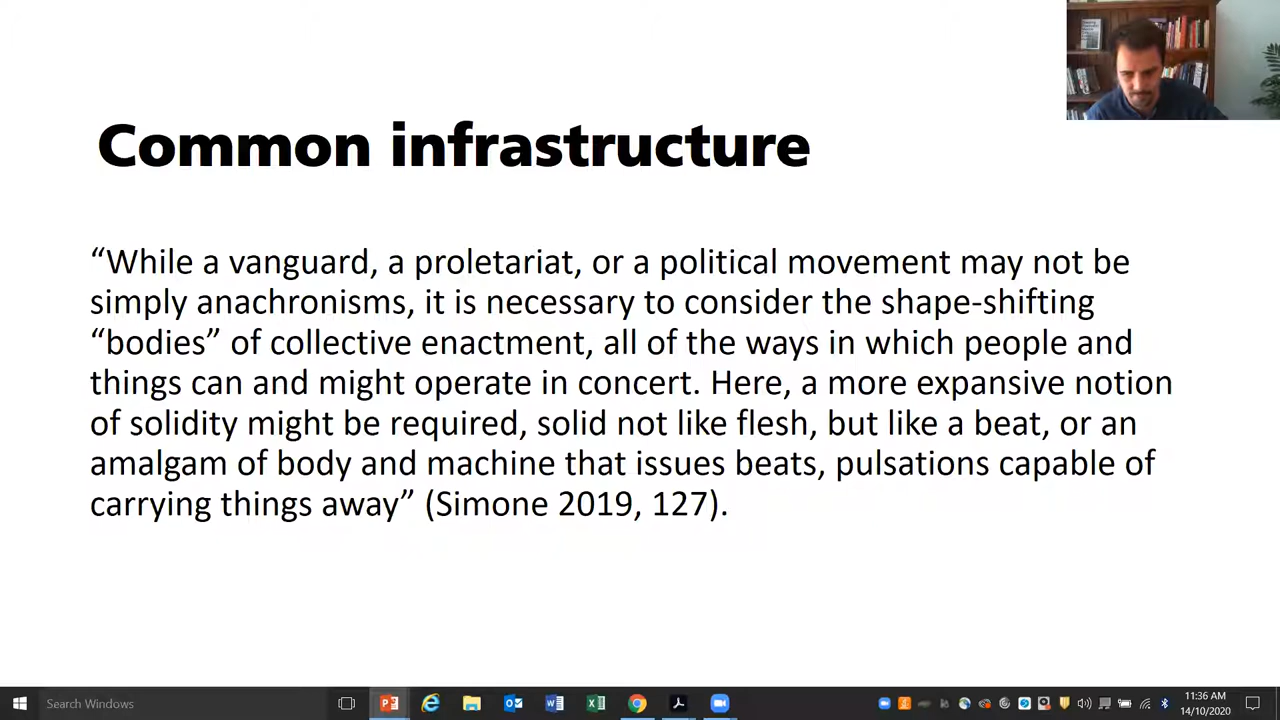 Common infrastructure
“While a vanguard, a proletariat, or a political movement may not be
simply anachronisms, it is necessary to consider the shape-shifting
“bodies” of collective enactment, all of the ways in which people and
things can and might operate in concert. Here, a more expansive notion
of solidity might be required, solid not like flesh, but like a beat, or an
amalgam of body and machine that issues beats, pulsations capable of
carrying things away” (Simone 2019, 127).
Search Windows
11:36 AM
14/10/2020